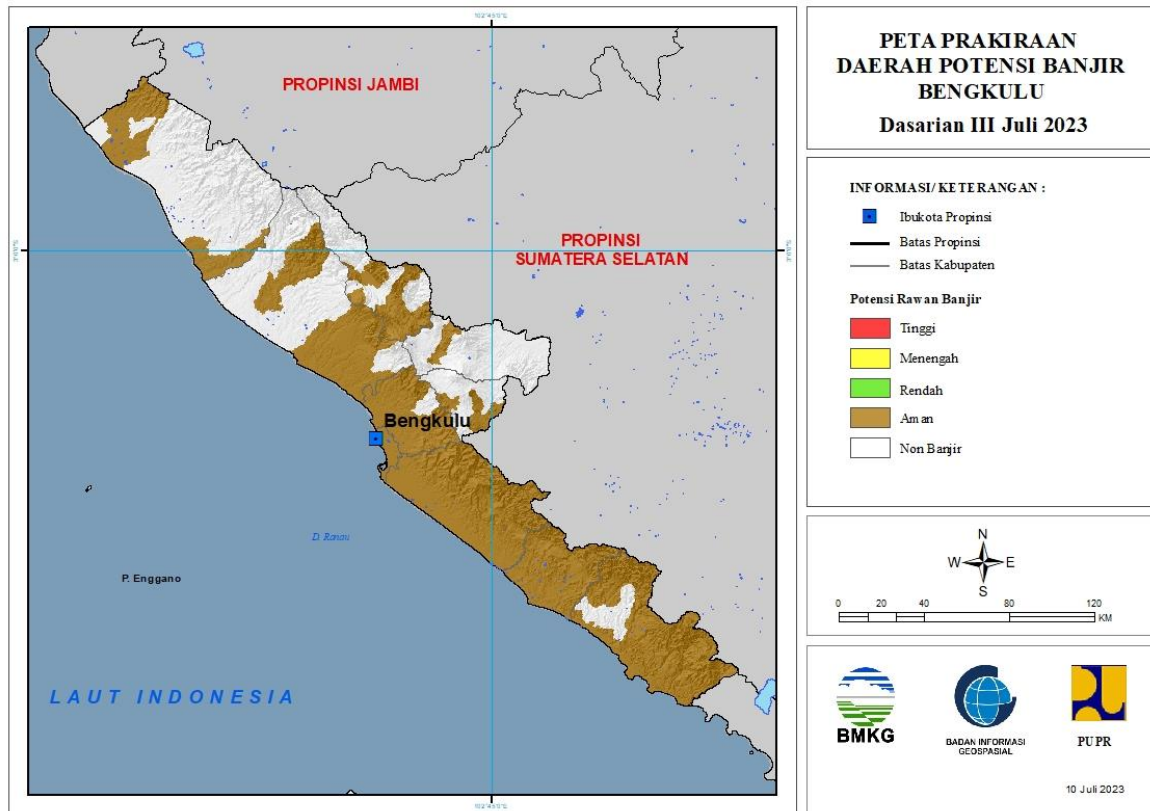 PROPINSI JAMBI
PROPINSI
SUMATERA SELATAN
Bengkulu
D. Ranau
P. Enggano
LAUT INDONESIA
PETA PRAKIRAAN
DAERAH POTENSI BANJIR
BENGKULU
Dasarian III Juli 2023
INFORMASI/ KETERANGAN :
Ibukota Propinsi
Batas Propinsi
Batas Kabupaten
Potensi Rawan Banjir
Tinggi
Menengah
Rendah
Aman
Non Banjir
N
W E
S
0 20 40 80 120
KM
BMKG
BADAN INFORMASI
GEOSPASIAL
PUPR
10 Juli 2023